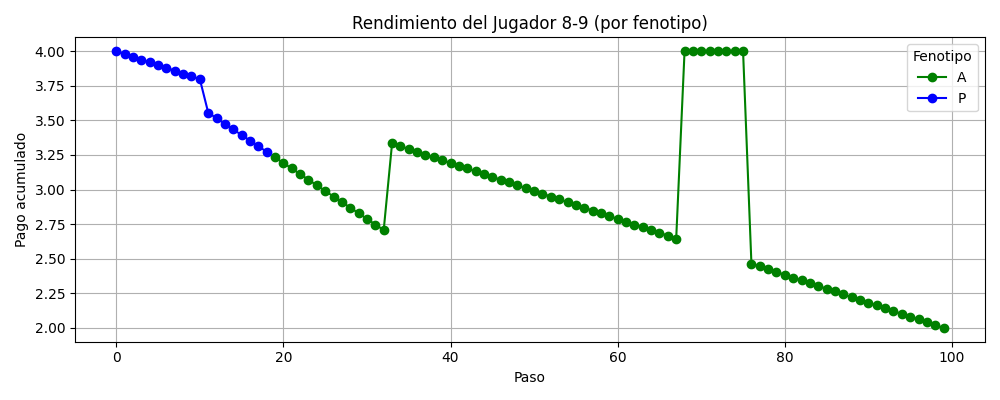 Rendimiento del Jugador 8-9 (por fenotipo)
Pago acumulado
4.00
3.75
3.50
3.25
3.00
2.75
2.50
2.25
2.00
Fenotipo
A
P
0 20 40 60 80 100
Paso